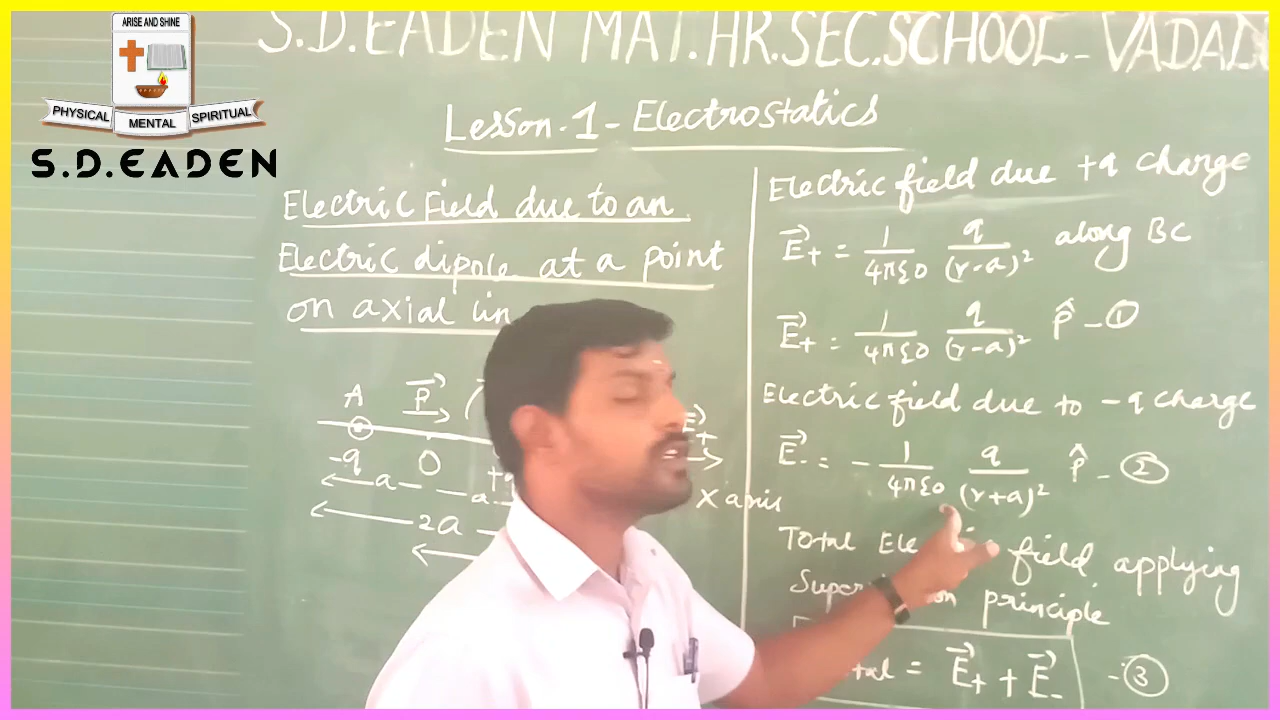 ARISE AND SHINE
PHYSICAL MENTAL SPIRITUAL
S.D.EADEN
S.D.EADEN MAT.HR.SEC.SCHOOL - VADAL
Lesson.1 - Electrostatics
Electric Field due to an
Electric dipole at a point
on axial lin
A P⃗ E⃗+
-q O +q
a a X axis
2a
Electric field due +q charge
E⃗+ = 1/4πε0 q/(r-a)² along BC
E⃗+ = 1/4πε0 q/(r-a)² p̂ - ①
Electric field due to -q charge
E⃗- = - 1/4πε0 q/(r+a)² p̂ - ②
Total field, applying
principle
tal = E⃗+ + E⃗- - ③